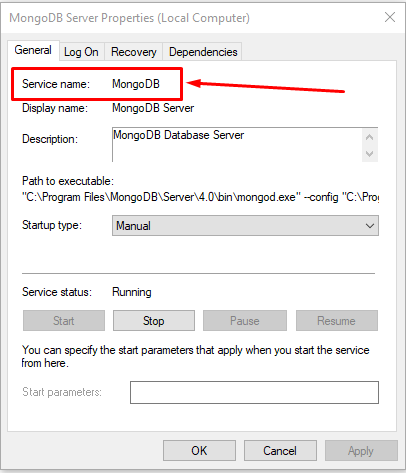 MongoDB Server Properties (Local Computer)
General Log On Recovery Dependencies
Service name: MongoDB
Display name: MongoDB Server
Description: MongoDB Database Server
Path to executable:
"C:\Program Files\MongoDB\Server\4.0\bin\mongod.exe" --config "C:\Prog
Startup type: Manual
Service status: Running
Start Stop Pause Resume
You can specify the start parameters that apply when you start the service
from here.
Start parameters:
OK Cancel Apply